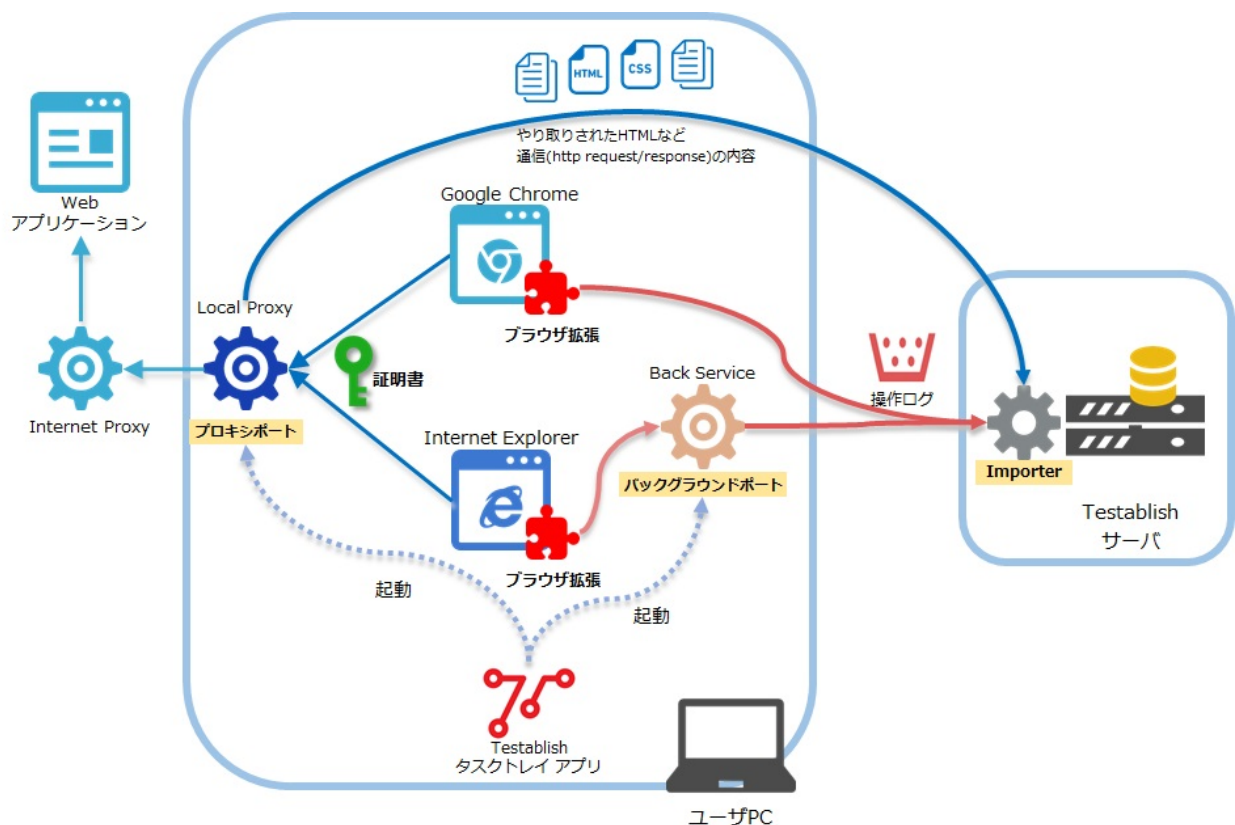 HTML
CSS
やり取りされたHTMLなど
通信(http request/response)の内容
Web
アプリケーション
Google Chrome
Local Proxy
ブラウザ拡張
証明書
Back Service
操作ログ
Internet Proxy
プロキシポート
Internet Explorer
バックグラウンドポート
Importer
Testablish
サーバ
ブラウザ拡張
起動
起動
Testablish
タスクトレイ アプリ
ユーザPC